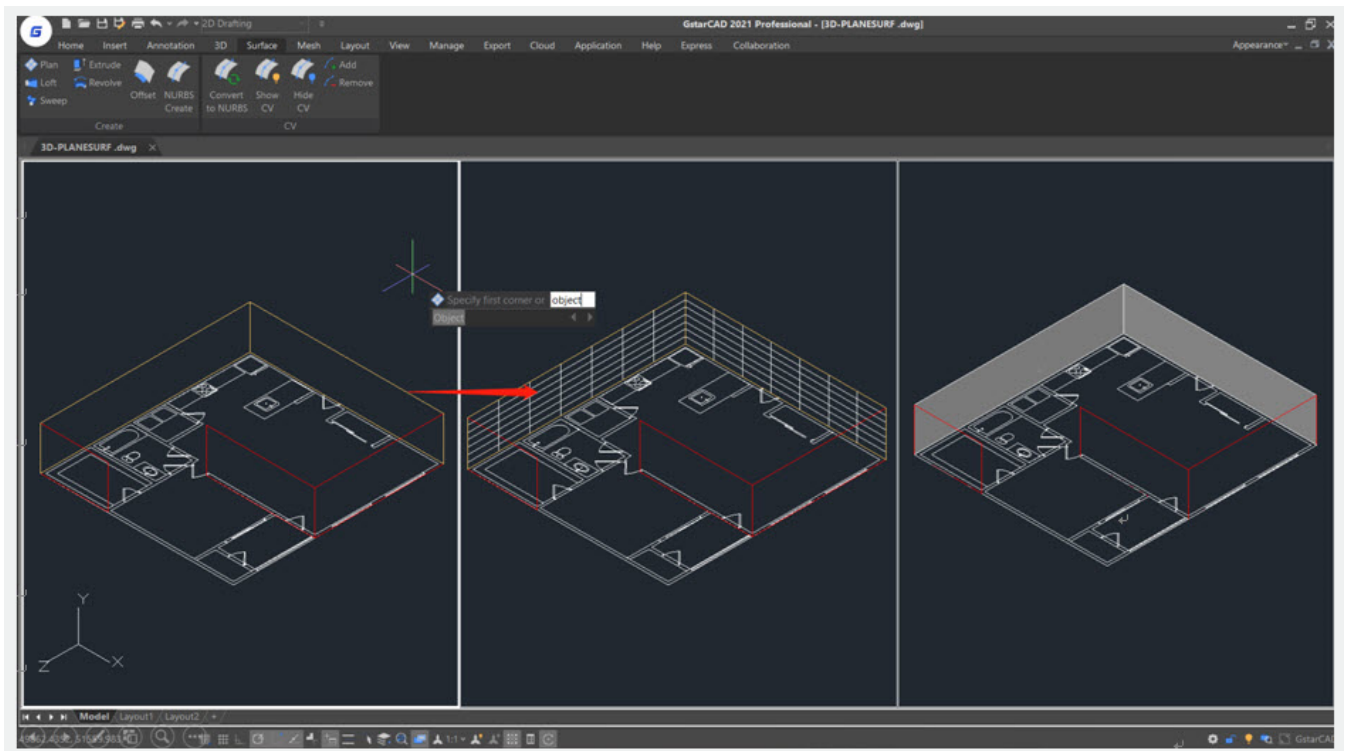 G 2D Drafting GstarCAD 2021 Professional - [3D-PLANESURF .dwg]
Home Insert Annotation 3D Surface Mesh Layout View Manage Export Cloud Application Help Express Collaboration Appearance
Plan Extrude Add
Loft Revolve Remove
Sweep
Offset NURBS Convert Show Hide
Create to NURBS CV CV
Create CV
3D-PLANESURF .dwg
Specify first corner or object
Object
Y
Z X
Model Layout1 Layout2 +
1:1 GstarCAD